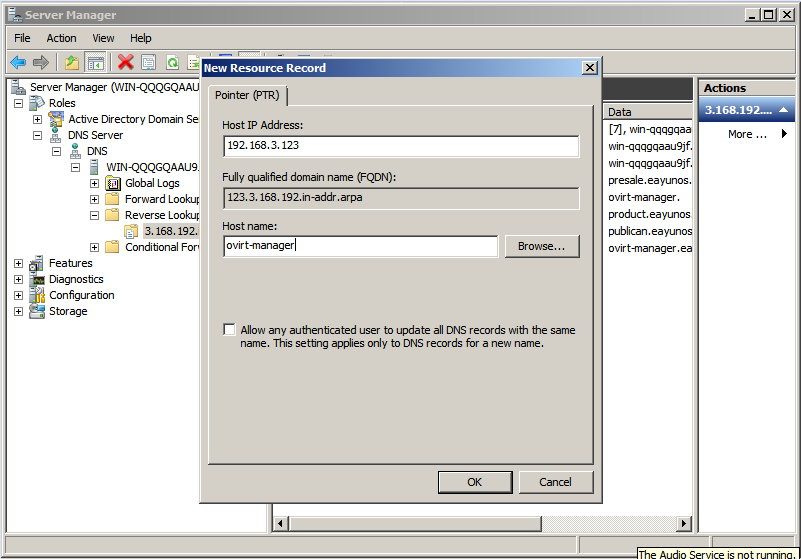 Server Manager
File Action View Help
Server Manager (WIN-QQQGQAAU
Roles
Active Directory Domain Se
DNS Server
DNS
WIN-QQQGQAAU9.
Global Logs
Forward Lookup
Reverse Lookup
3.168.192.i
Conditional For
Features
Diagnostics
Configuration
Storage
New Resource Record
Pointer (PTR)
Host IP Address:
192.168.3.123
Fully qualified domain name (FQDN):
123.3.168.192.in-addr.arpa
Host name:
ovirt-manager
Browse...
Allow any authenticated user to update all DNS records with the same
name. This setting applies only to DNS records for a new name.
OK Cancel
Data
[7], win-qqqgqaa
win-qqqgqaau9jf.
win-qqqgqaau9jf.
presale.eayunos.
ovirt-manager.
product.eayunos
publican.eayunos
ovirt-manager.ea
Actions
3.168.192....
More ...
The Audio Service is not running.